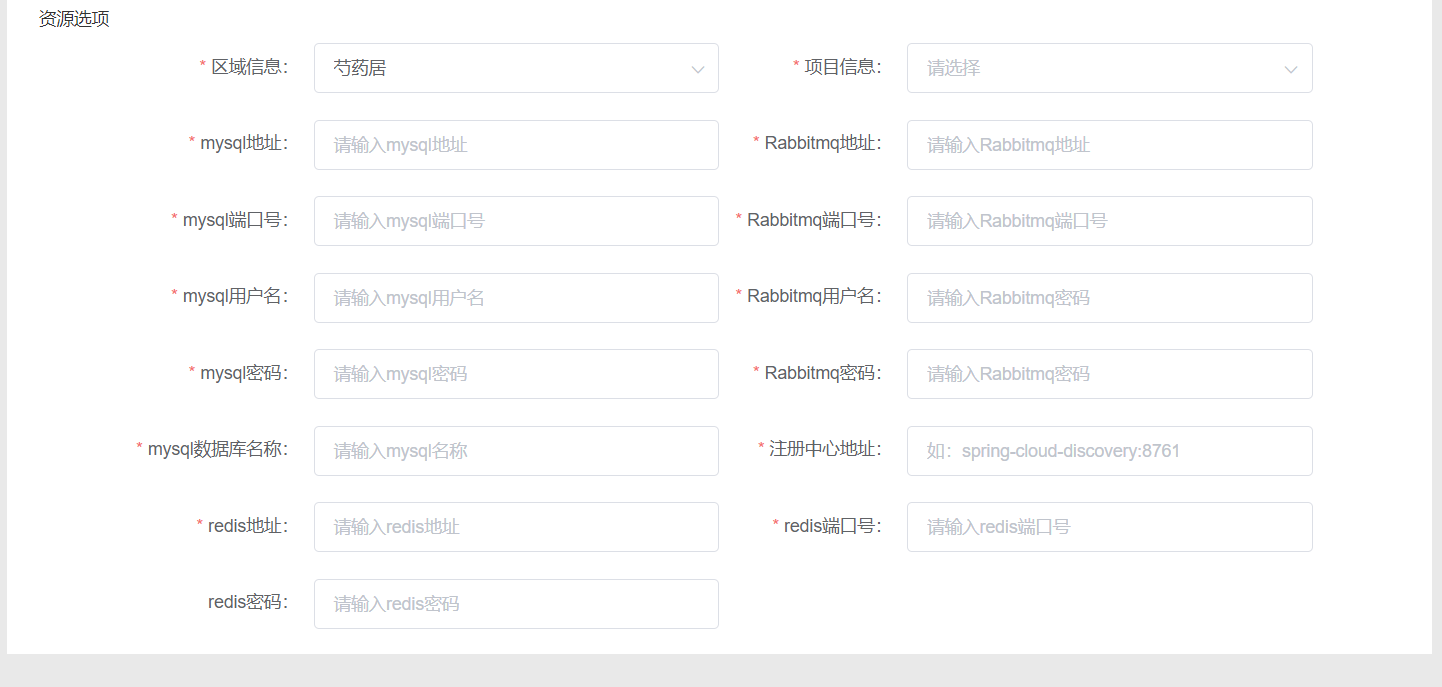 资源选项
* 区域信息： 芍药居 * 项目信息： 请选择
* mysql地址： 请输入mysql地址 * Rabbitmq地址： 请输入Rabbitmq地址
* mysql端口号： 请输入mysql端口号 * Rabbitmq端口号： 请输入Rabbitmq端口号
* mysql用户名： 请输入mysql用户名 * Rabbitmq用户名： 请输入Rabbitmq密码
* mysql密码： 请输入mysql密码 * Rabbitmq密码： 请输入Rabbitmq密码
* mysql数据库名称： 请输入mysql名称 * 注册中心地址： 如：spring-cloud-discovery:8761
* redis地址： 请输入redis地址 * redis端口号： 请输入redis端口号
redis密码： 请输入redis密码